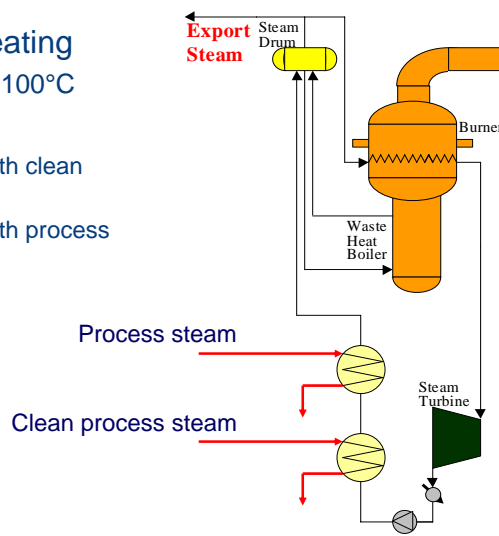 eating
100°C
th clean
th process
Export
Steam
Steam
Drum
Burner
Waste
Heat
Boiler
Process steam
Steam
Turbine
Clean process steam